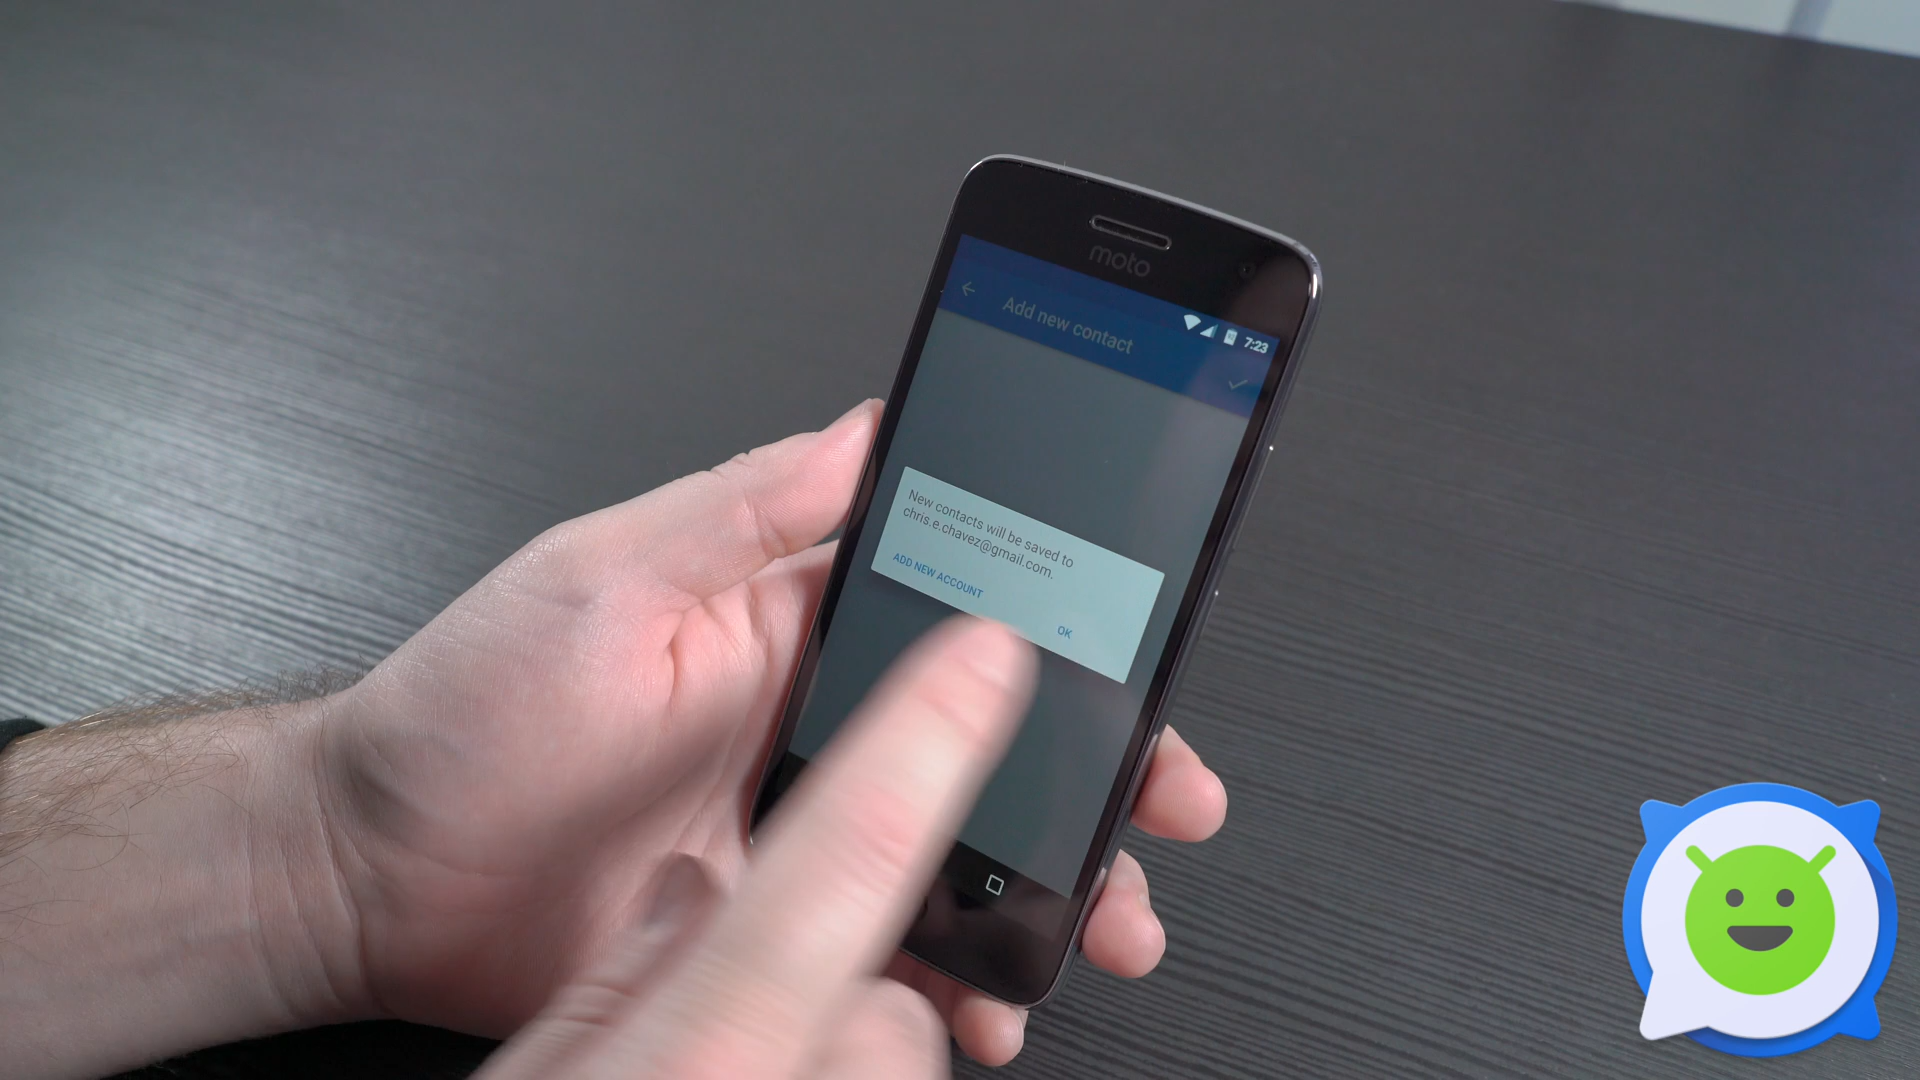 moto
7:23
Add new contact
New contacts will be saved to
chris.e.chavez@gmail.com.
ADD NEW ACCOUNT
OK